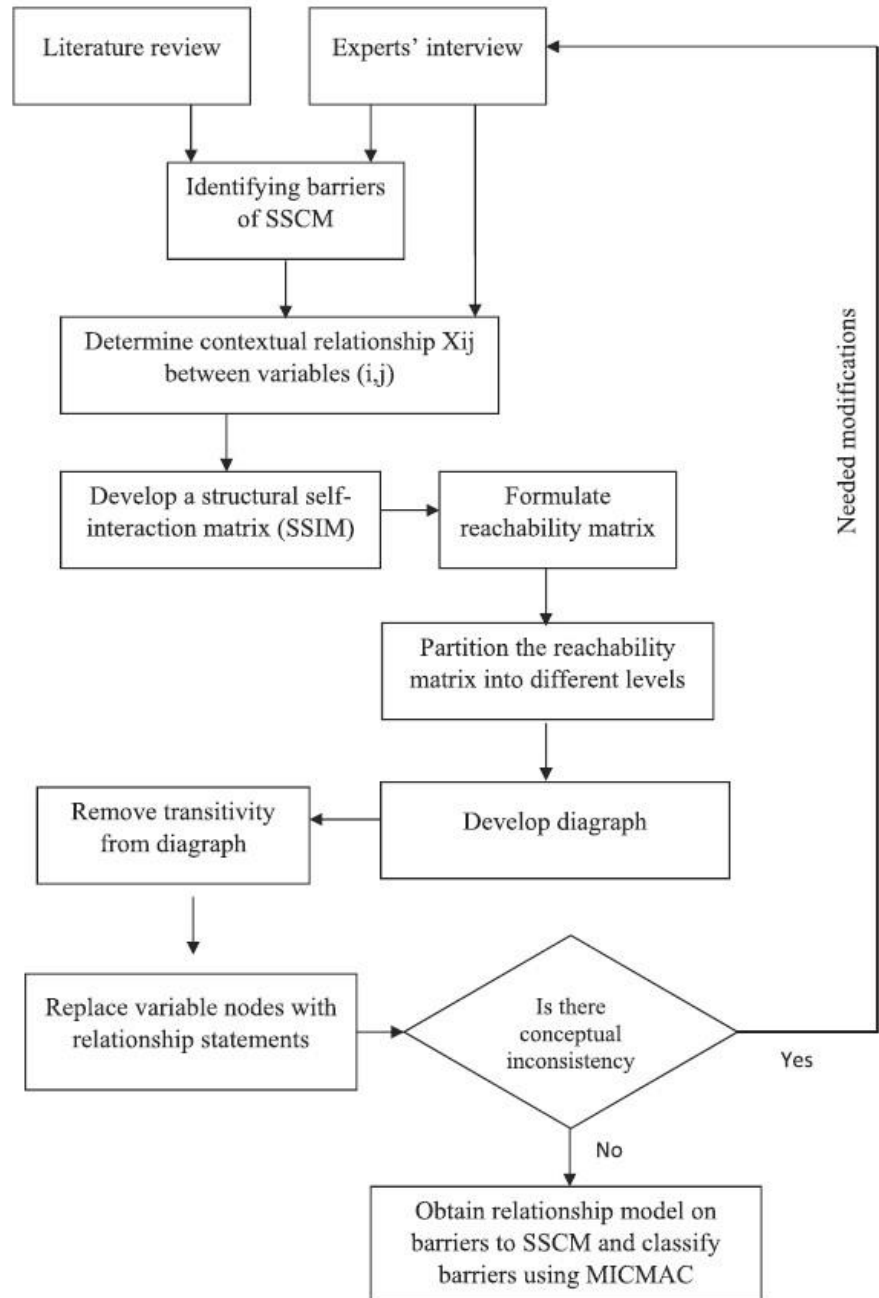 Literature review
Experts’ interview
Identifying barriers
of SSCM
Determine contextual relationship Xij
between variables (i,j)
Develop a structural self-
interaction matrix (SSIM)
Formulate
reachability matrix
Partition the reachability
matrix into different levels
Develop diagraph
Remove transitivity
from diagraph
Replace variable nodes with
relationship statements
Is there
conceptual
inconsistency
Yes
Needed modifications
No
Obtain relationship model on
barriers to SSCM and classify
barriers using MICMAC